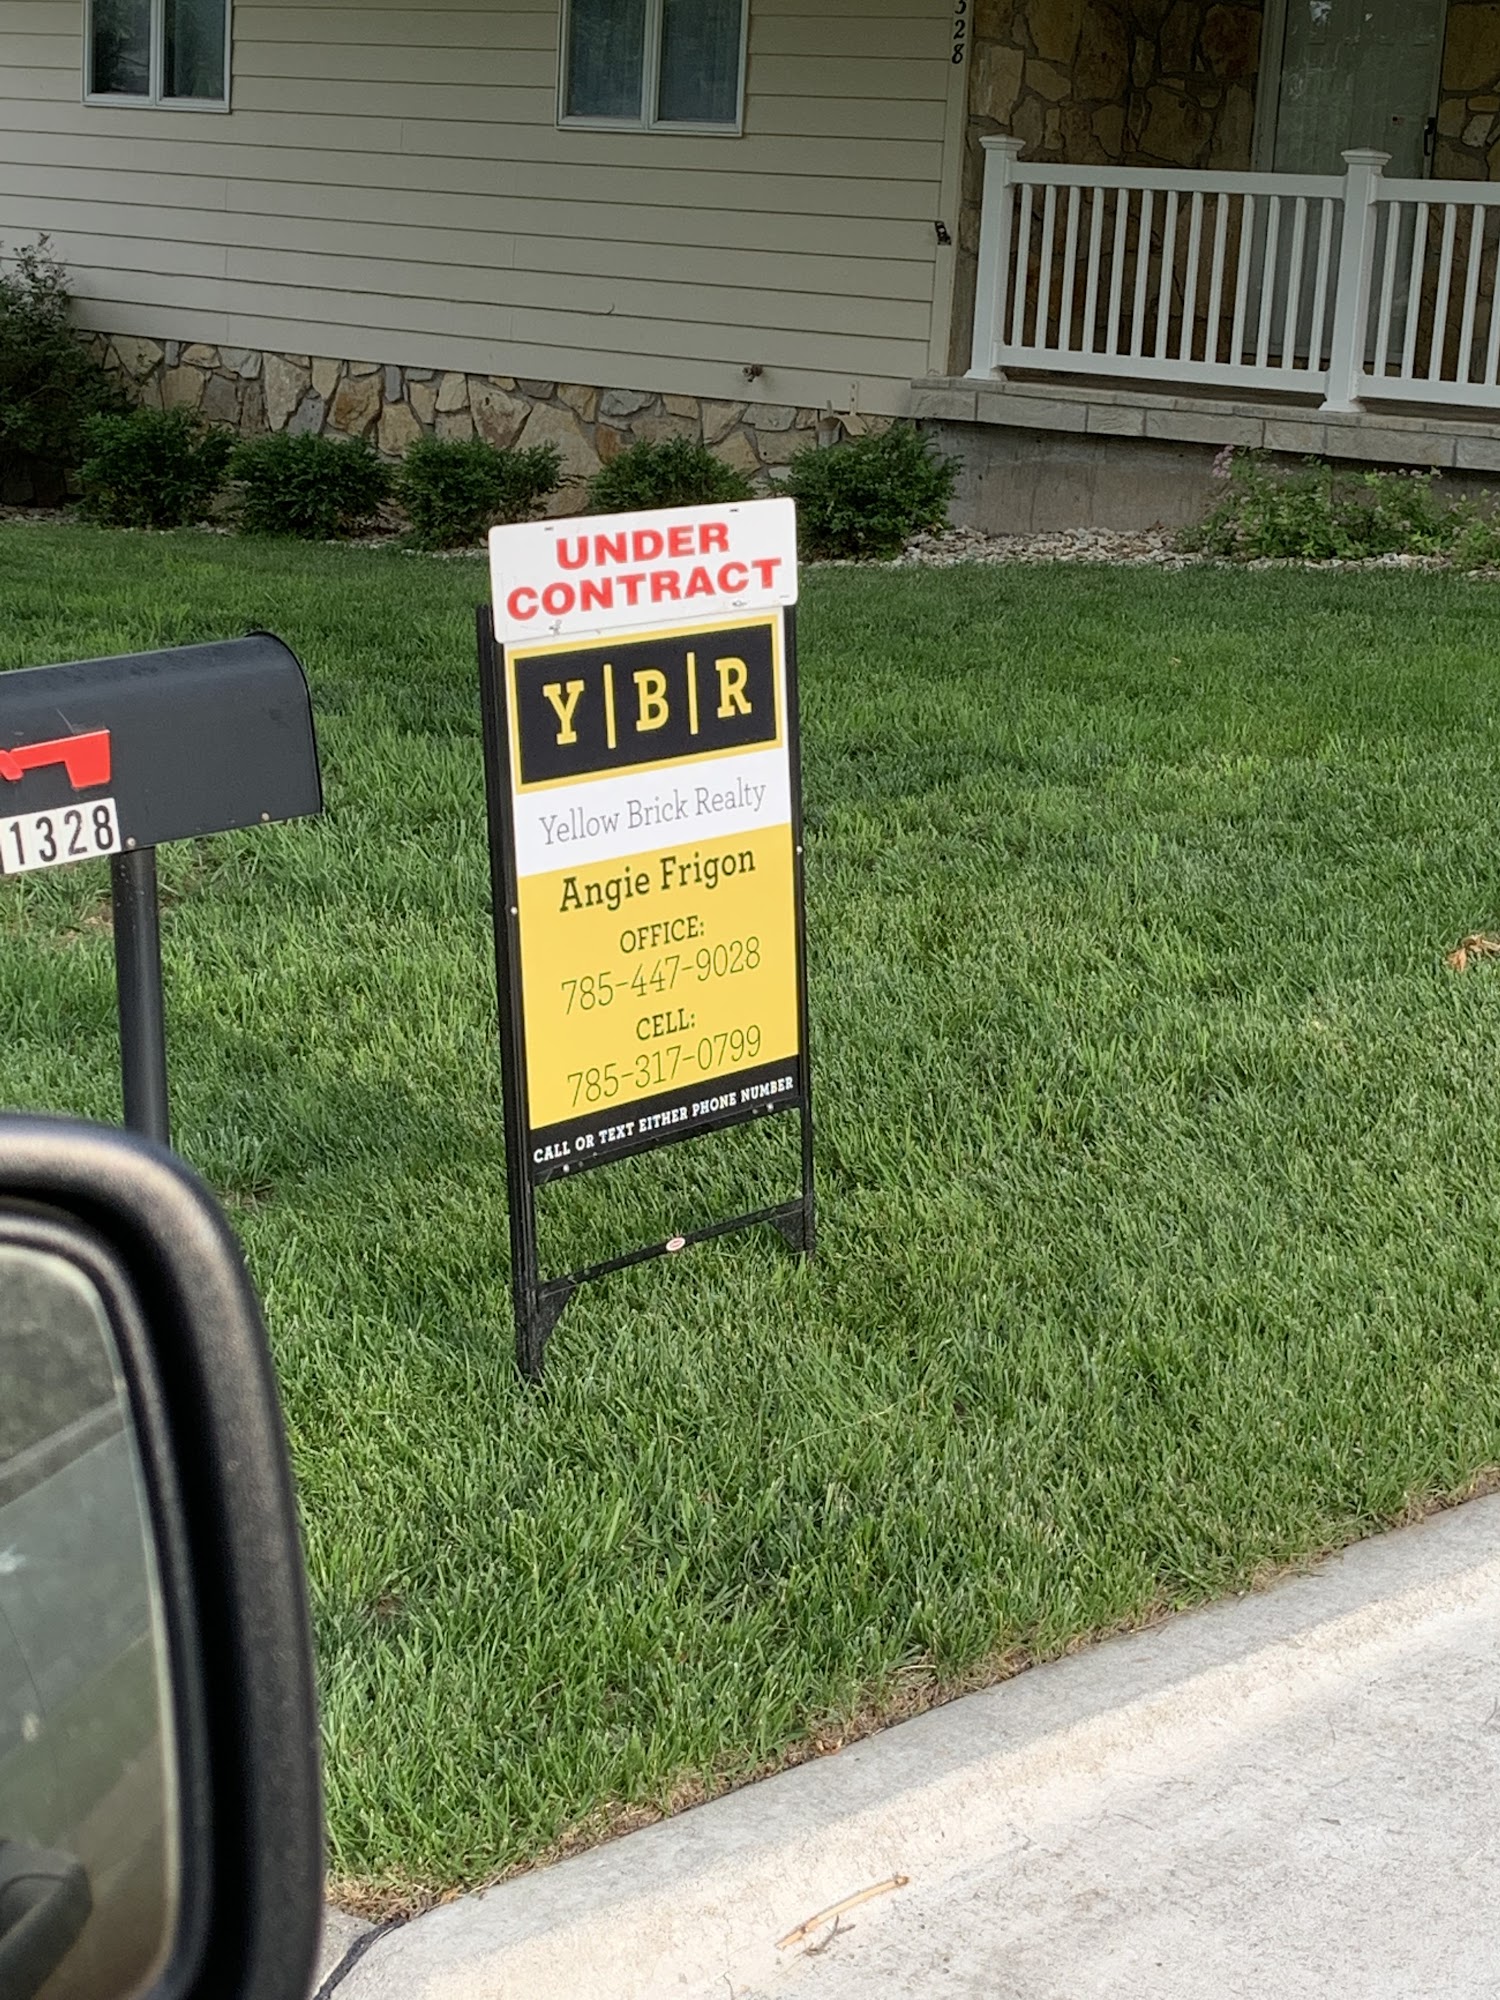 328
UNDER
CONTRACT
Y|B|R
Yellow Brick Realty
Angie Frigon
OFFICE:
785-447-9028
CELL:
785-317-0799
CALL OR TEXT EITHER PHONE NUMBER
1328